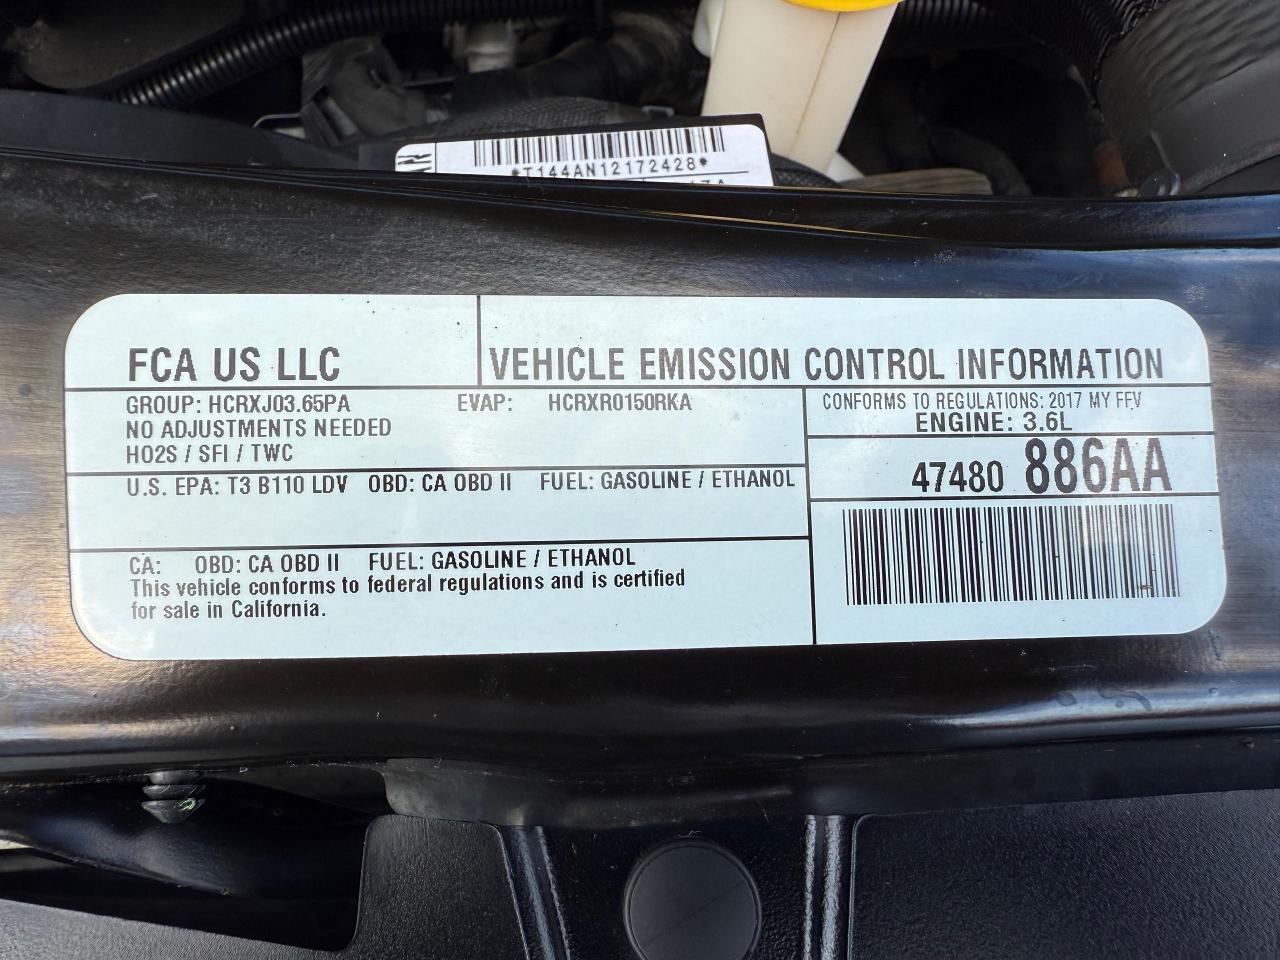 *T144AN12172428*
FCA US LLC
VEHICLE EMISSION CONTROL INFORMATION
GROUP: HCRXJ03.65PA EVAP: HCRXR0150RKA
NO ADJUSTMENTS NEEDED
HO2S / SFI / TWC
CONFORMS TO REGULATIONS: 2017 MY FFV
ENGINE: 3.6L
47480 886AA
U.S. EPA: T3 B110 LDV OBD: CA OBD II FUEL: GASOLINE / ETHANOL
CA: OBD: CA OBD II FUEL: GASOLINE / ETHANOL
This vehicle conforms to federal regulations and is certified
for sale in California.